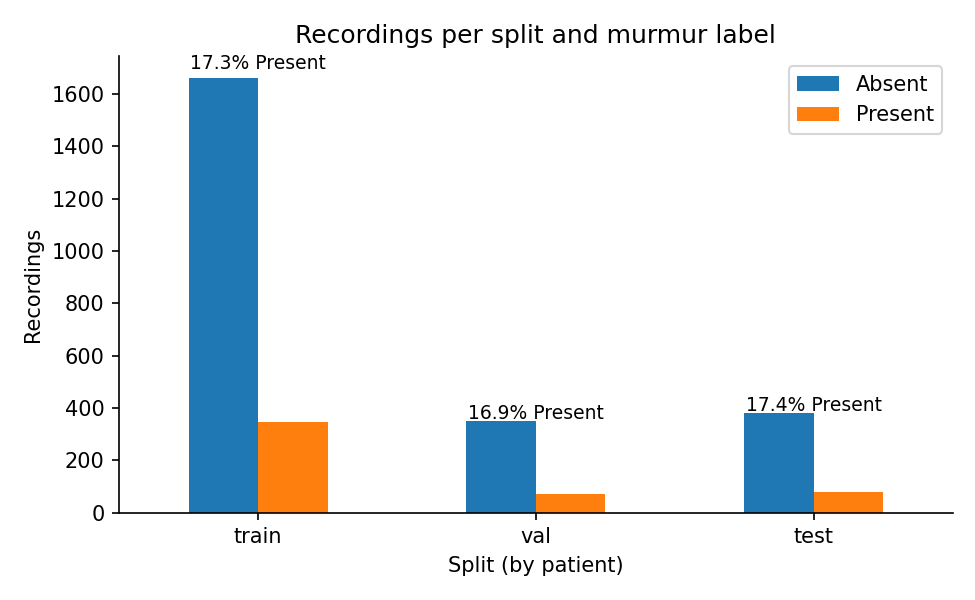 Recordings per split and murmur label
17.3% Present
Absent
Present
1600
1400
1200
1000
800
600
400
200
0
Recordings
16.9% Present
17.4% Present
train
val
test
Split (by patient)